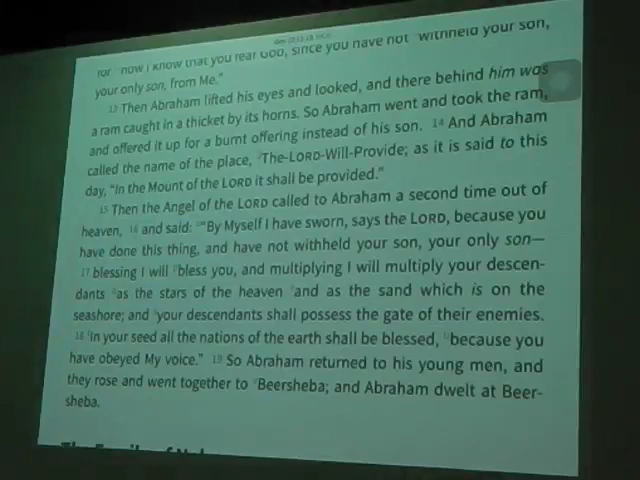 for now I know that you fear God, since you have not withheld your son,
your only son, from Me."
13 Then Abraham lifted his eyes and looked, and there behind him was
a ram caught in a thicket by its horns. So Abraham went and took the ram,
and offered it up for a burnt offering instead of his son. 14 And Abraham
called the name of the place, The-LORD-Will-Provide; as it is said to this
day, "In the Mount of the LORD it shall be provided."
15 Then the Angel of the LORD called to Abraham a second time out of
heaven, 16 and said: "By Myself I have sworn, says the LORD, because you
have done this thing, and have not withheld your son, your only son—
17 blessing I will bless you, and multiplying I will multiply your descen-
dants as the stars of the heaven and as the sand which is on the
seashore; and your descendants shall possess the gate of their enemies.
18 In your seed all the nations of the earth shall be blessed, because you
have obeyed My voice." 19 So Abraham returned to his young men, and
they rose and went together to Beersheba; and Abraham dwelt at Beer-
sheba.
The Family of